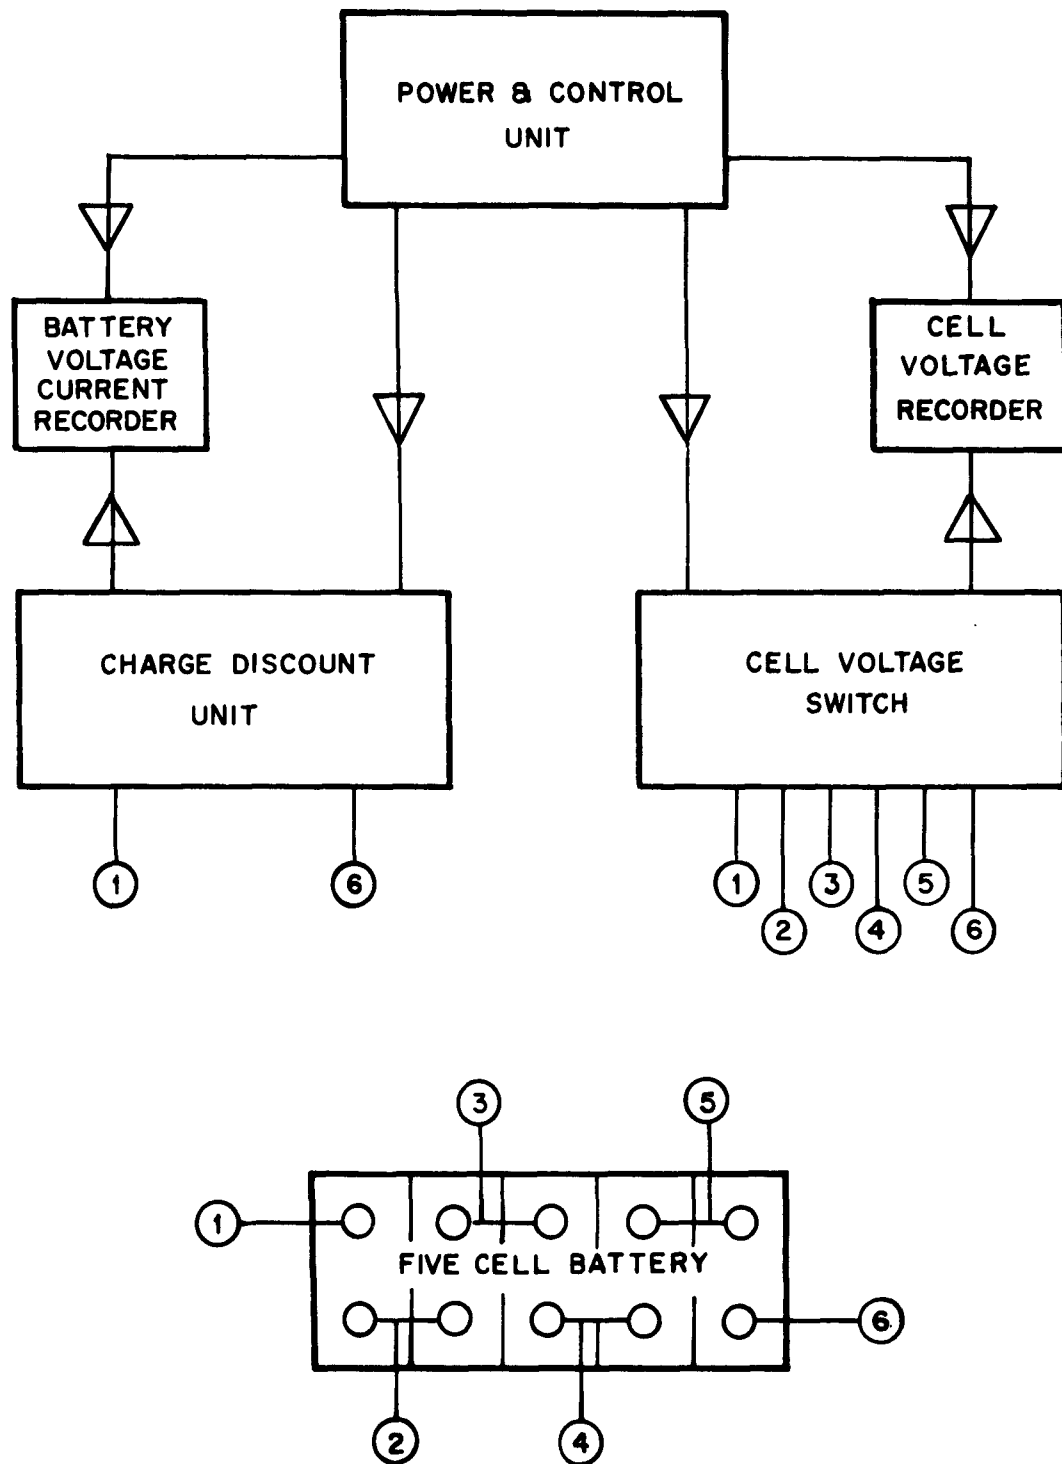 POWER & CONTROL
UNIT
BATTERY
VOLTAGE
CURRENT
RECORDER
CELL
VOLTAGE
RECORDER
CHARGE DISCOUNT
UNIT
CELL VOLTAGE
SWITCH
1
6
1
3
5
2
4
6
3
5
1
FIVE CELL BATTERY
6
2
4